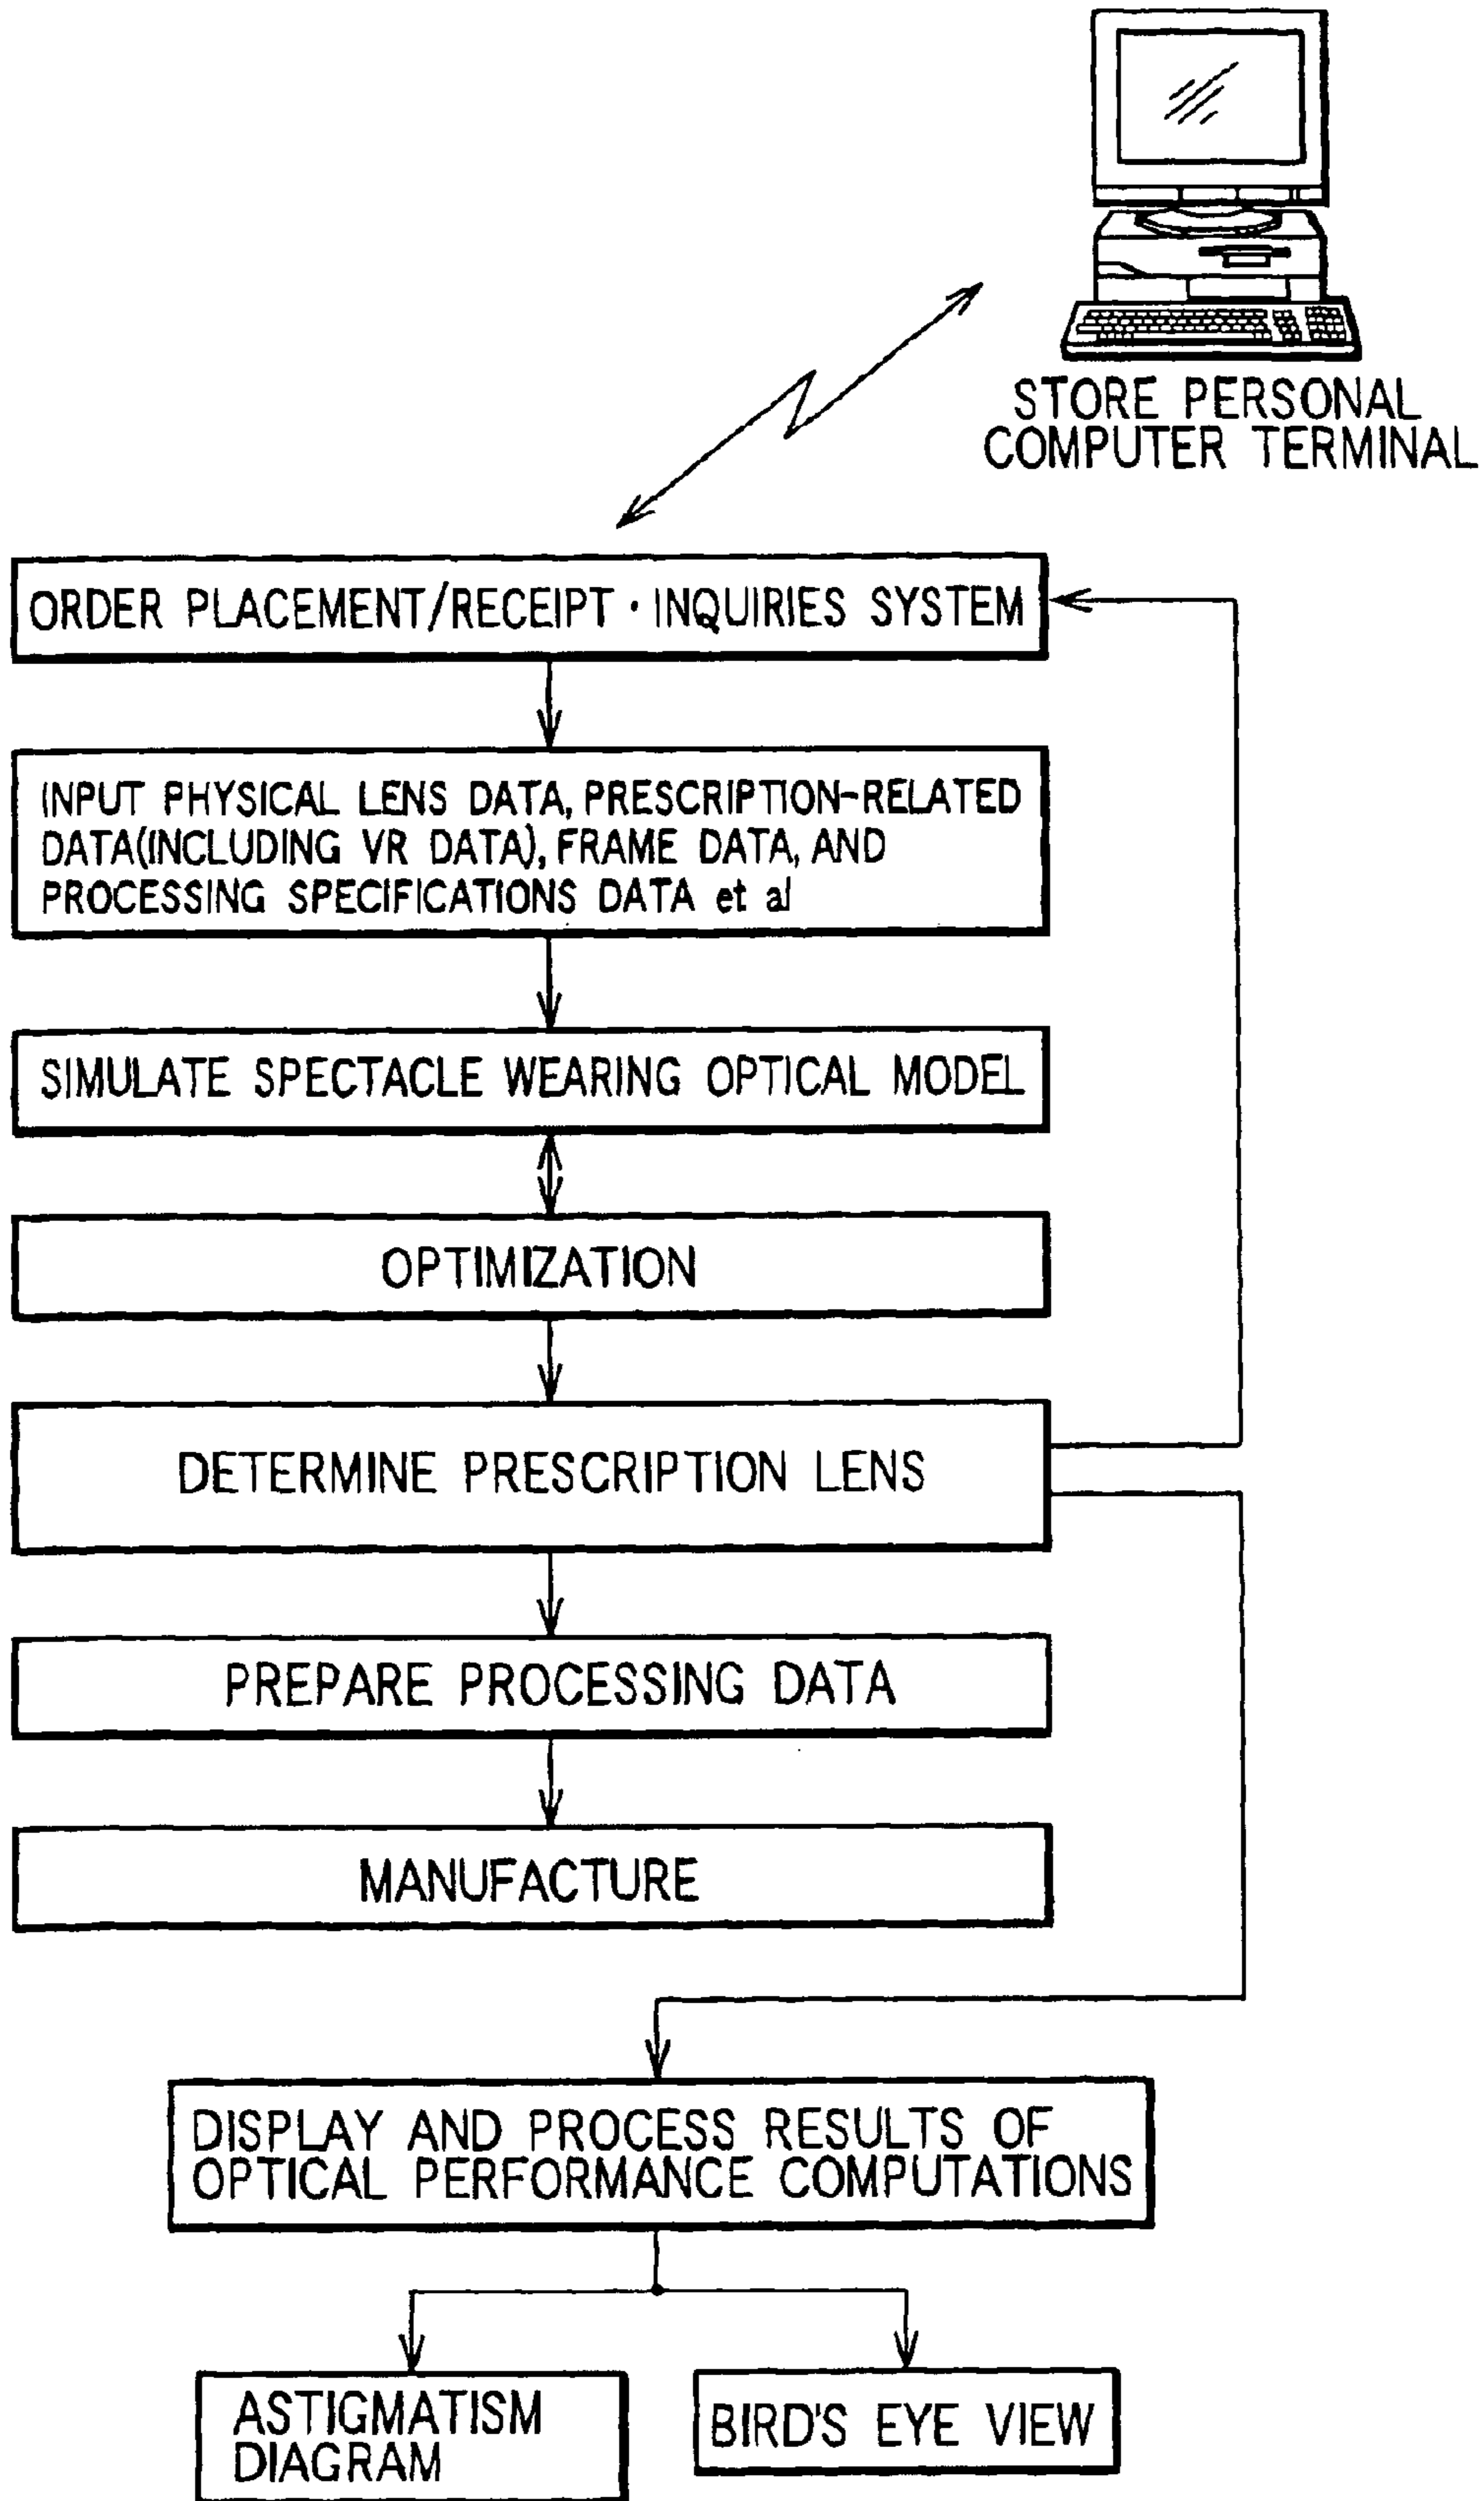 STORE PERSONAL
COMPUTER TERMINAL
ORDER PLACEMENT/RECEIPT・INQUIRIES SYSTEM
INPUT PHYSICAL LENS DATA, PRESCRIPTION-RELATED
DATA(INCLUDING VR DATA), FRAME DATA, AND
PROCESSING SPECIFICATIONS DATA et al
SIMULATE SPECTACLE WEARING OPTICAL MODEL
OPTIMIZATION
DETERMINE PRESCRIPTION LENS
PREPARE PROCESSING DATA
MANUFACTURE
DISPLAY AND PROCESS RESULTS OF
OPTICAL PERFORMANCE COMPUTATIONS
ASTIGMATISM
DIAGRAM
BIRD'S EYE VIEW